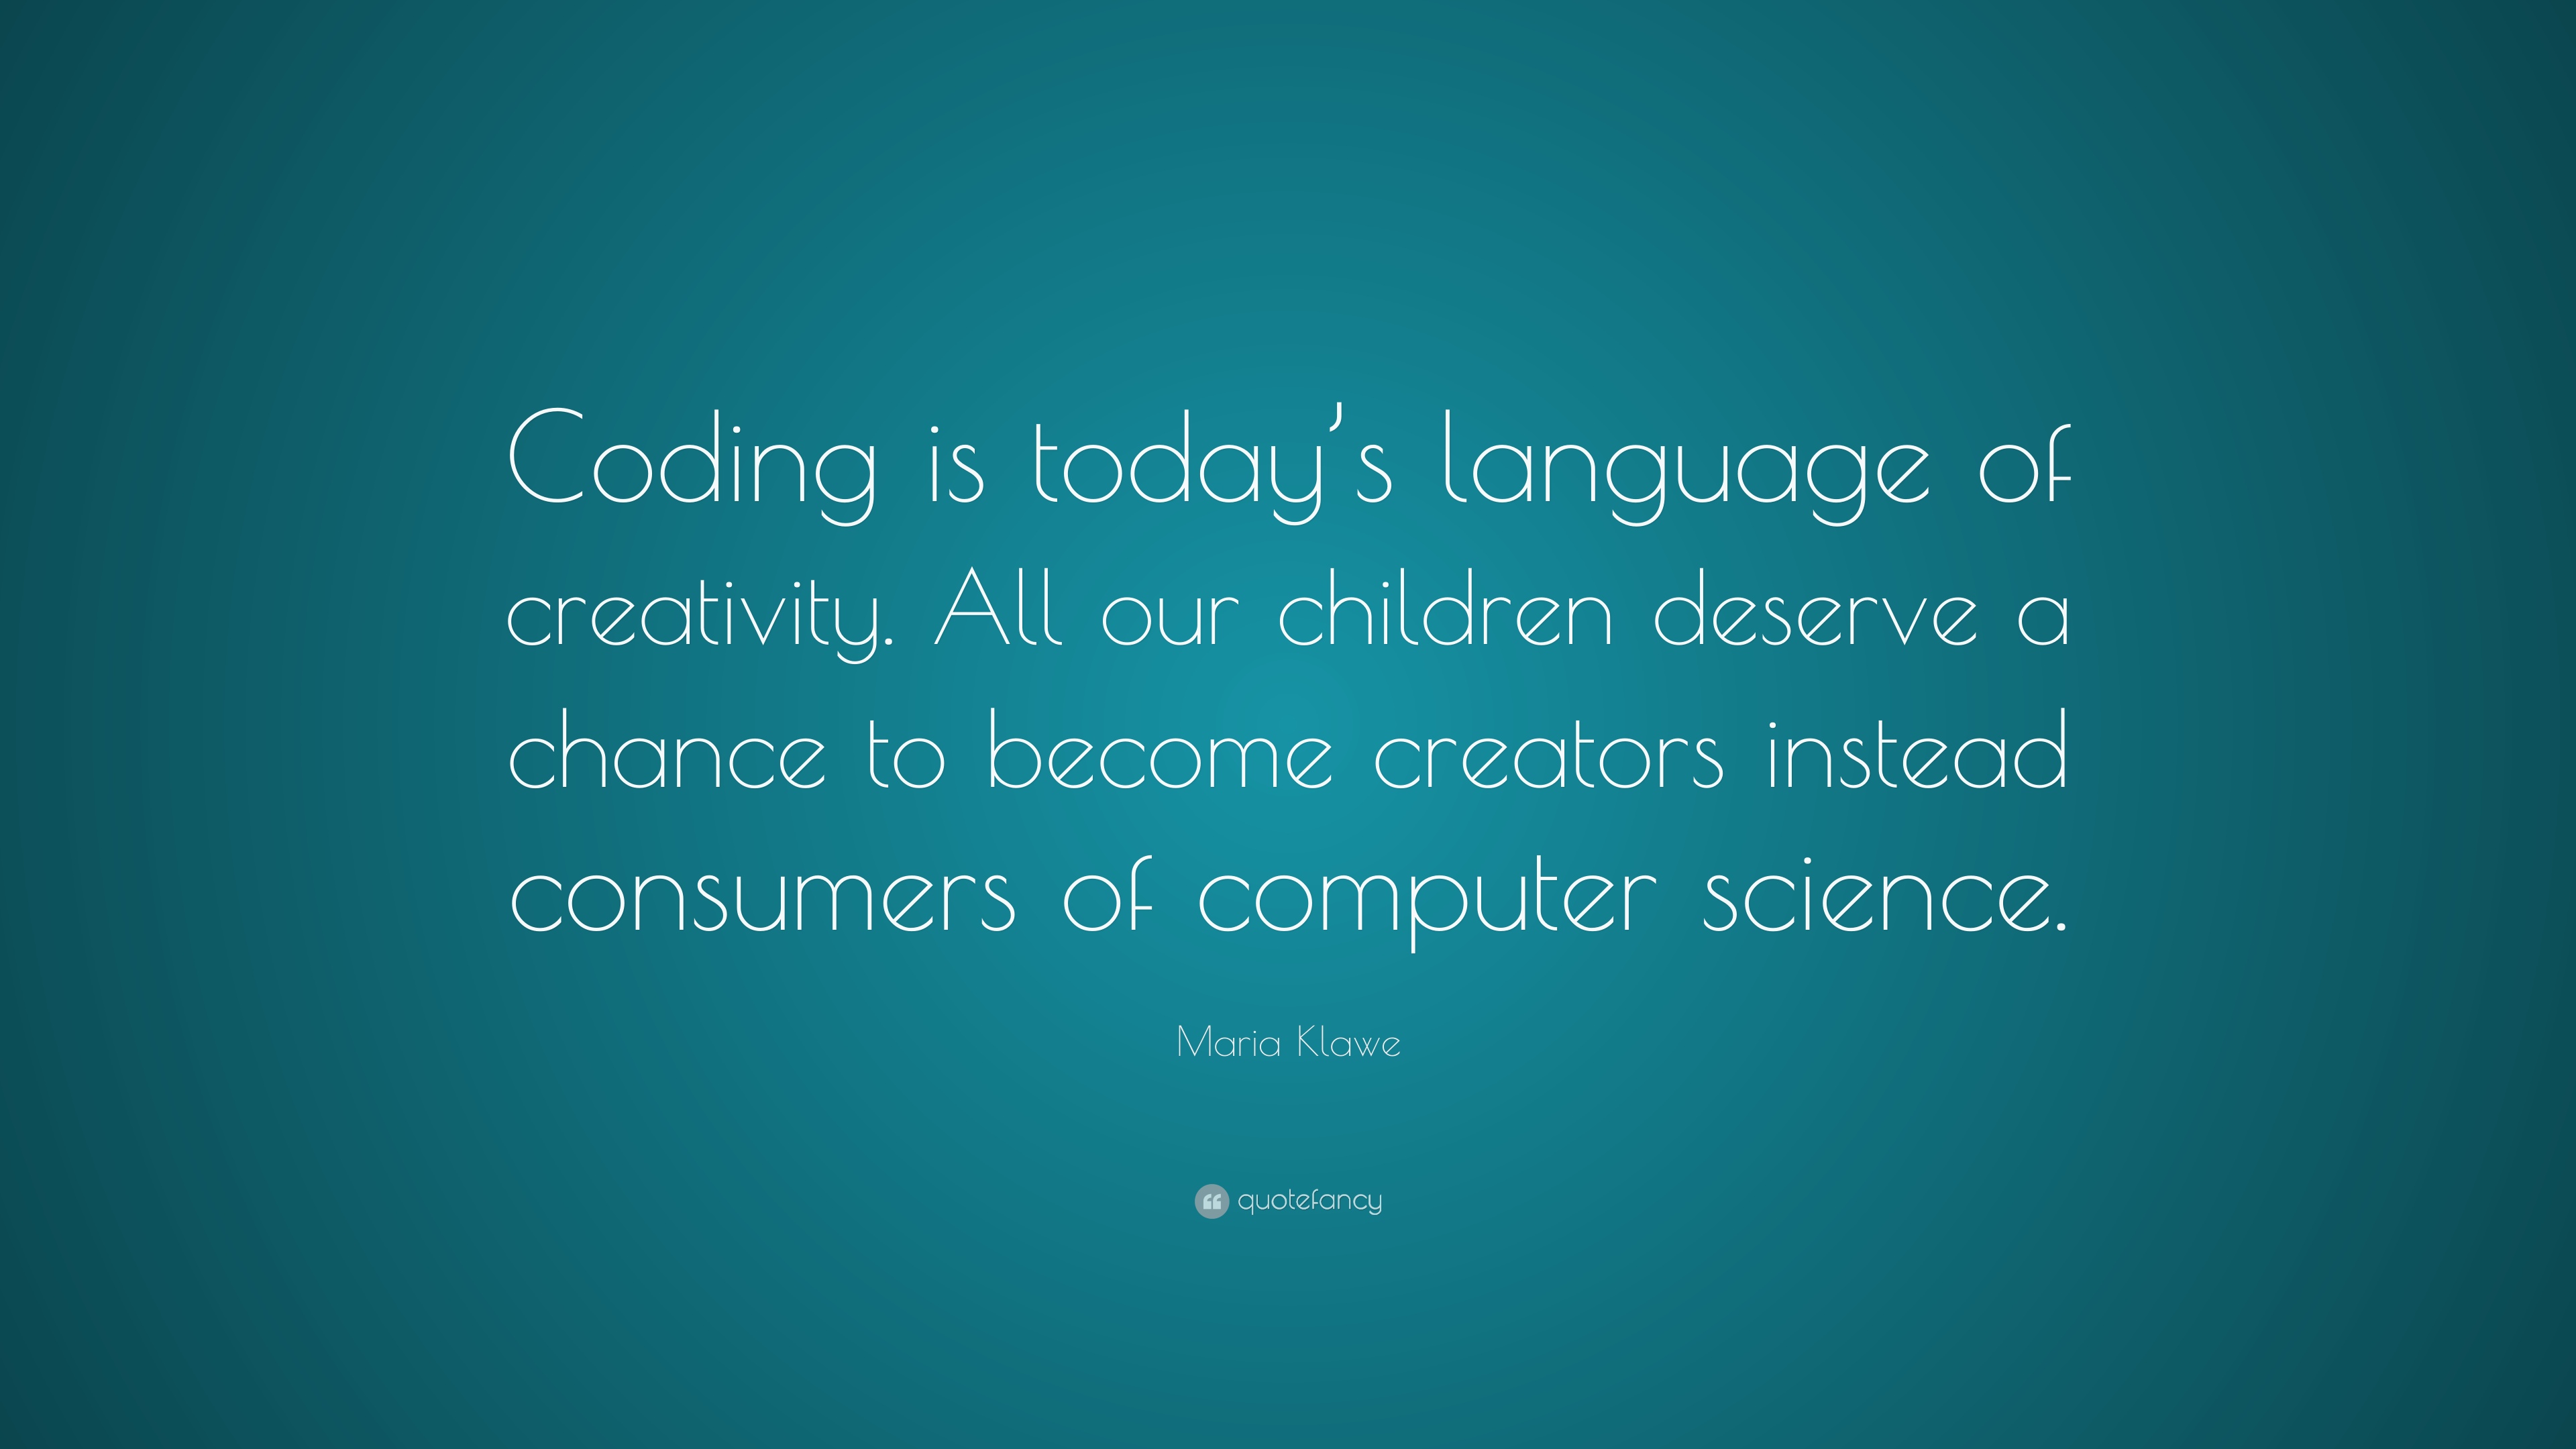 Coding is today’s language of
creativity. All our children deserve a
chance to become creators instead
consumers of computer science.
Maria Klawe
quotefancy